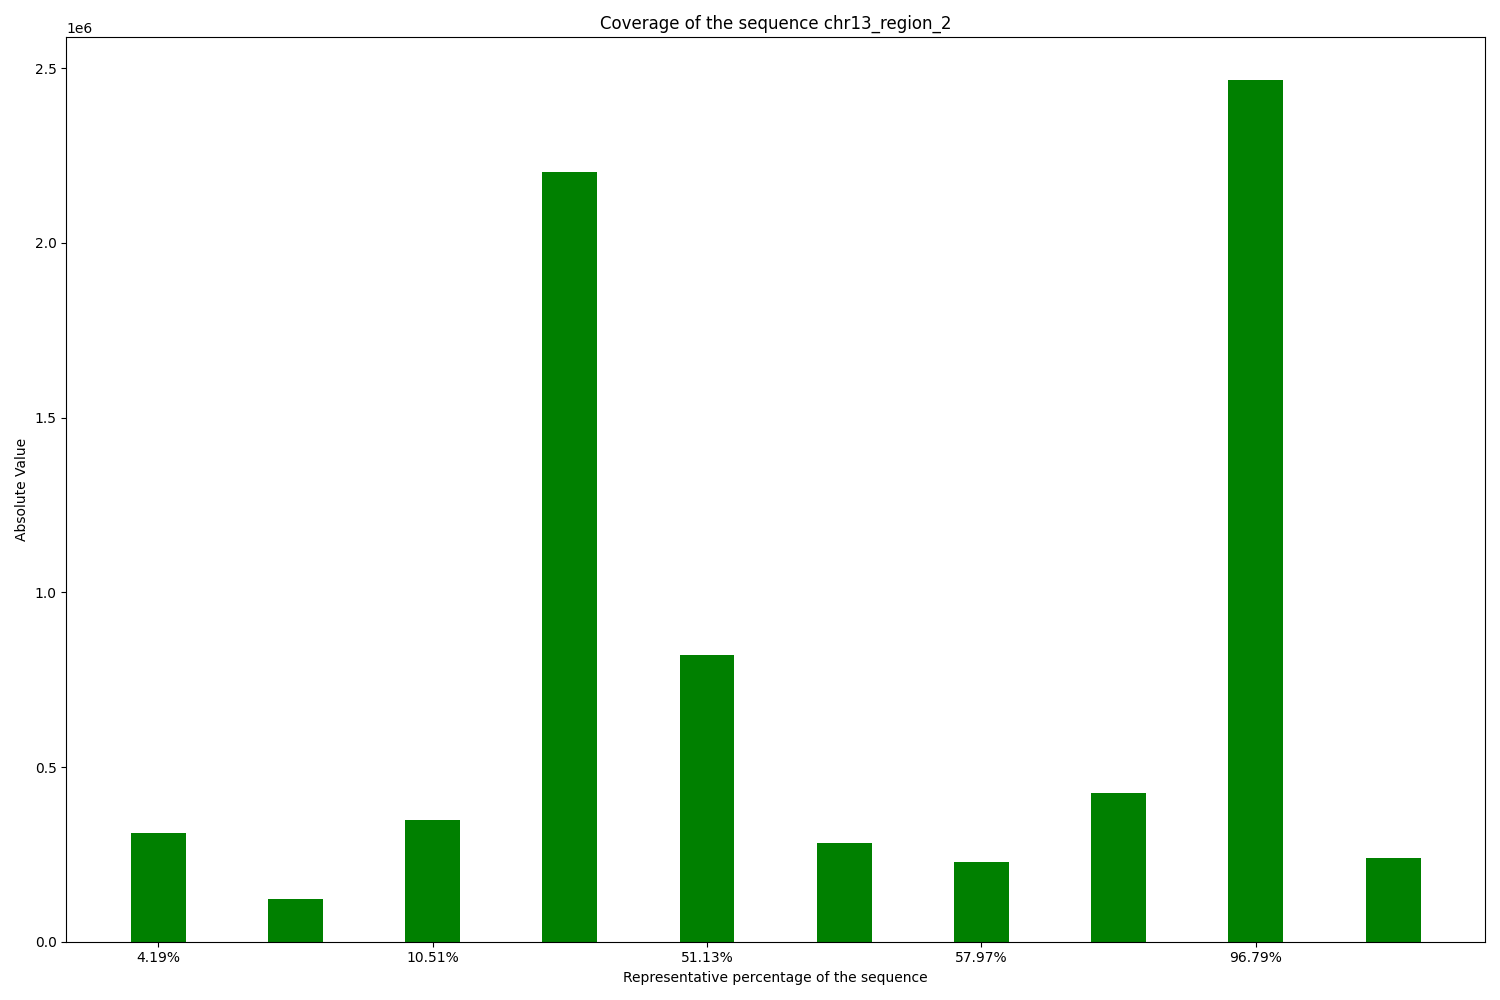 Coverage of the sequence chr13_region_2
1e6
2.5
2.0
1.5
1.0
0.5
0.0
Absolute Value
4.19% 10.51% 51.13% 57.97% 96.79%
Representative percentage of the sequence